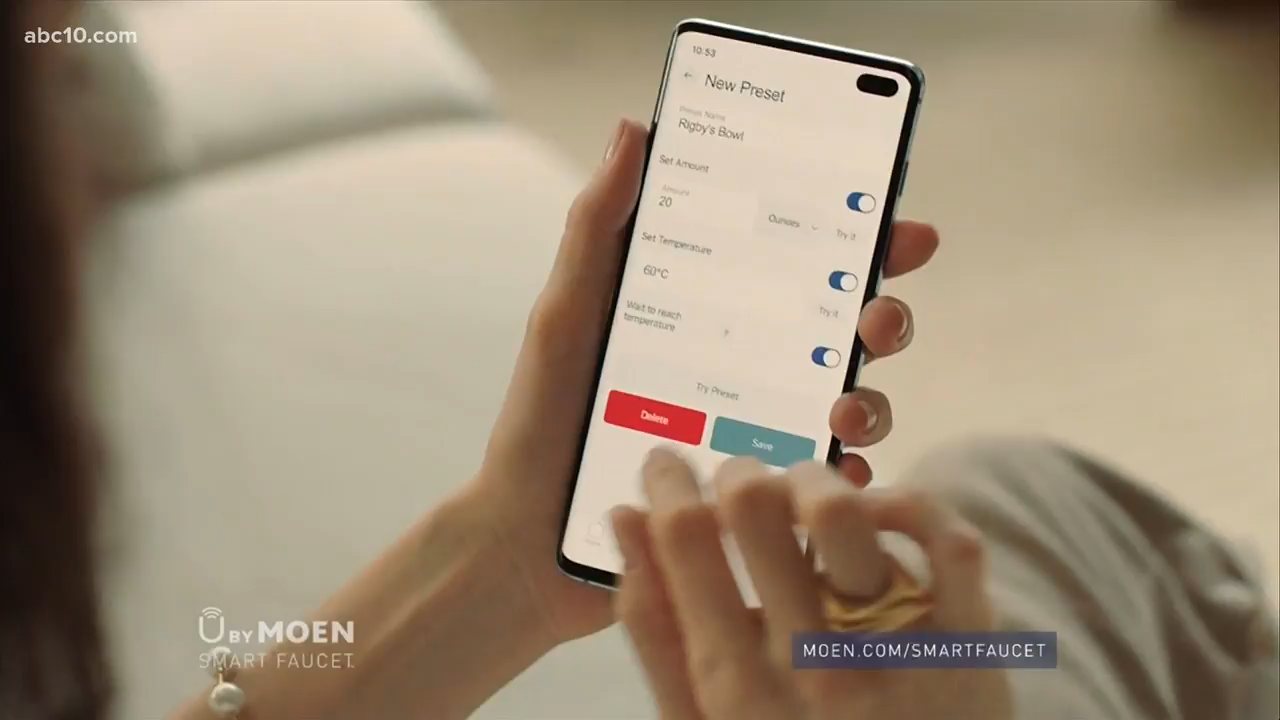 abc10.com
10:53
← New Preset
Preset Name
Rigby's Bowl
Set Amount
Amount
20
Ounces
Try it
Set Temperature
60°C
Try it
Wait to reach
temperature
?
Try Preset
Delete
Save
U BY MOEN
SMART FAUCET.
MOEN.COM/SMARTFAUCET